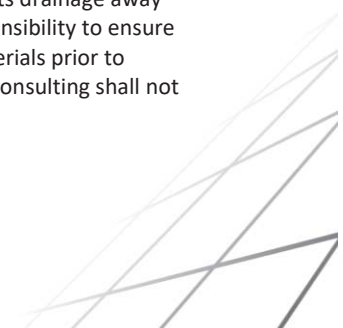 ts drainage away
nsibility to ensure
erials prior to
onsulting shall not